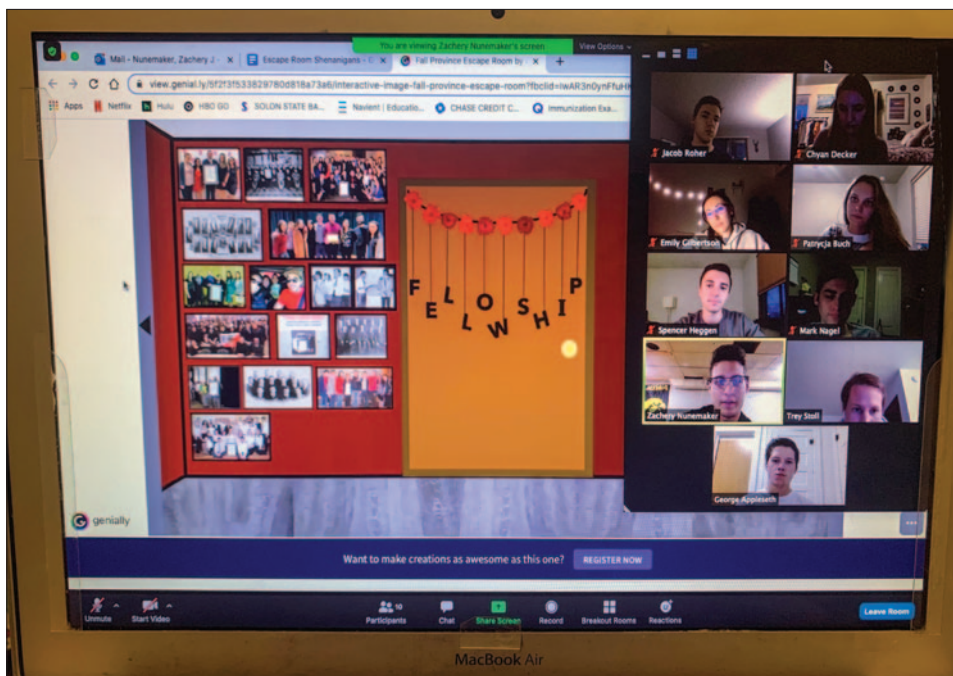 You are viewing Zachery Nunemaker's screen
View Options
Mail - Nunemaker, Zachery J -
Escape Room Shenanigans -
Fall Province Escape Room by
view.genial.ly/5f2f3f533829780d818a73a6/interactive-image-fall-province-escape-room?fbclid=IwAR3n0ynFfuH
Apps
Netflix
Hulu
HBO GO
SOLON STATE BA...
Navient | Educatio...
CHASE CREDIT C...
Immunization Exa...
FELLOWSHIP
Jacob Roher
Chyan Decker
Emily Gilbertson
Patrycja Buch
Spencer Heggen
Mark Nagel
Zachery Nunemaker
Trey Stoll
George Appleseth
genially
Want to make creations as awesome as this one?
REGISTER NOW
Unmute
Start Video
10
Participants
Chat
Share Screen
Record
Breakout Rooms
Reactions
Leave Room
MacBook Air